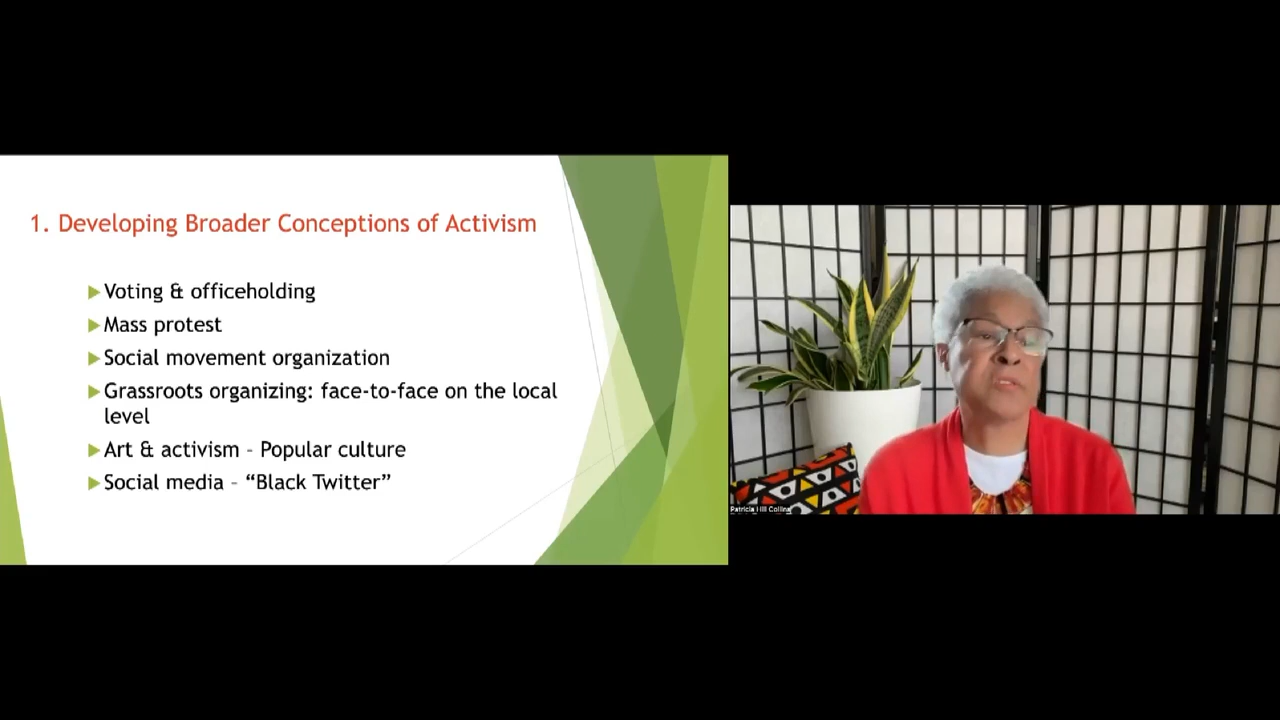 1. Developing Broader Conceptions of Activism
Voting & officeholding
Mass protest
Social movement organization
Grassroots organizing: face-to-face on the local
level
Art & activism – Popular culture
Social media – “Black Twitter”
Patricia Hill Collins